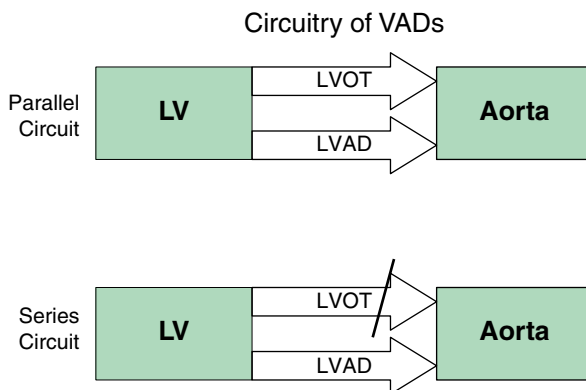 Circuitry of VADs
Parallel
Circuit
LV
LVOT
LVAD
Aorta
Series
Circuit
LV
LVOT
LVAD
Aorta